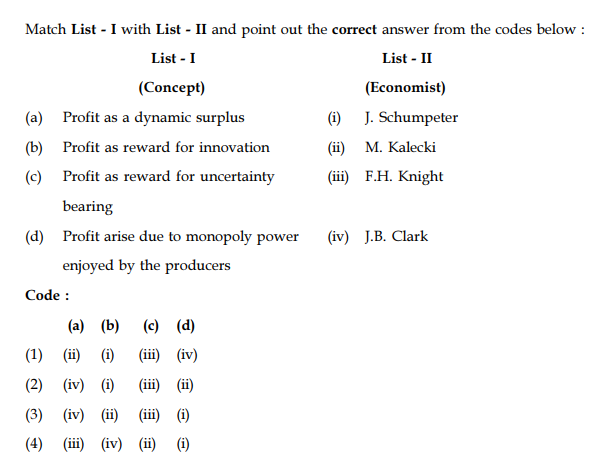 Match List - I with List - II and point out the correct answer from the codes below :
List - I List - II
(Concept) (Economist)
(a) Profit as a dynamic surplus (i) J. Schumpeter
(b) Profit as reward for innovation (ii) M. Kalecki
(c) Profit as reward for uncertainty (iii) F.H. Knight
bearing
(d) Profit arise due to monopoly power (iv) J.B. Clark
enjoyed by the producers
Code :
(a) (b) (c) (d)
(1) (ii) (i) (iii) (iv)
(2) (iv) (i) (iii) (ii)
(3) (iv) (ii) (iii) (i)
(4) (iii) (iv) (ii) (i)